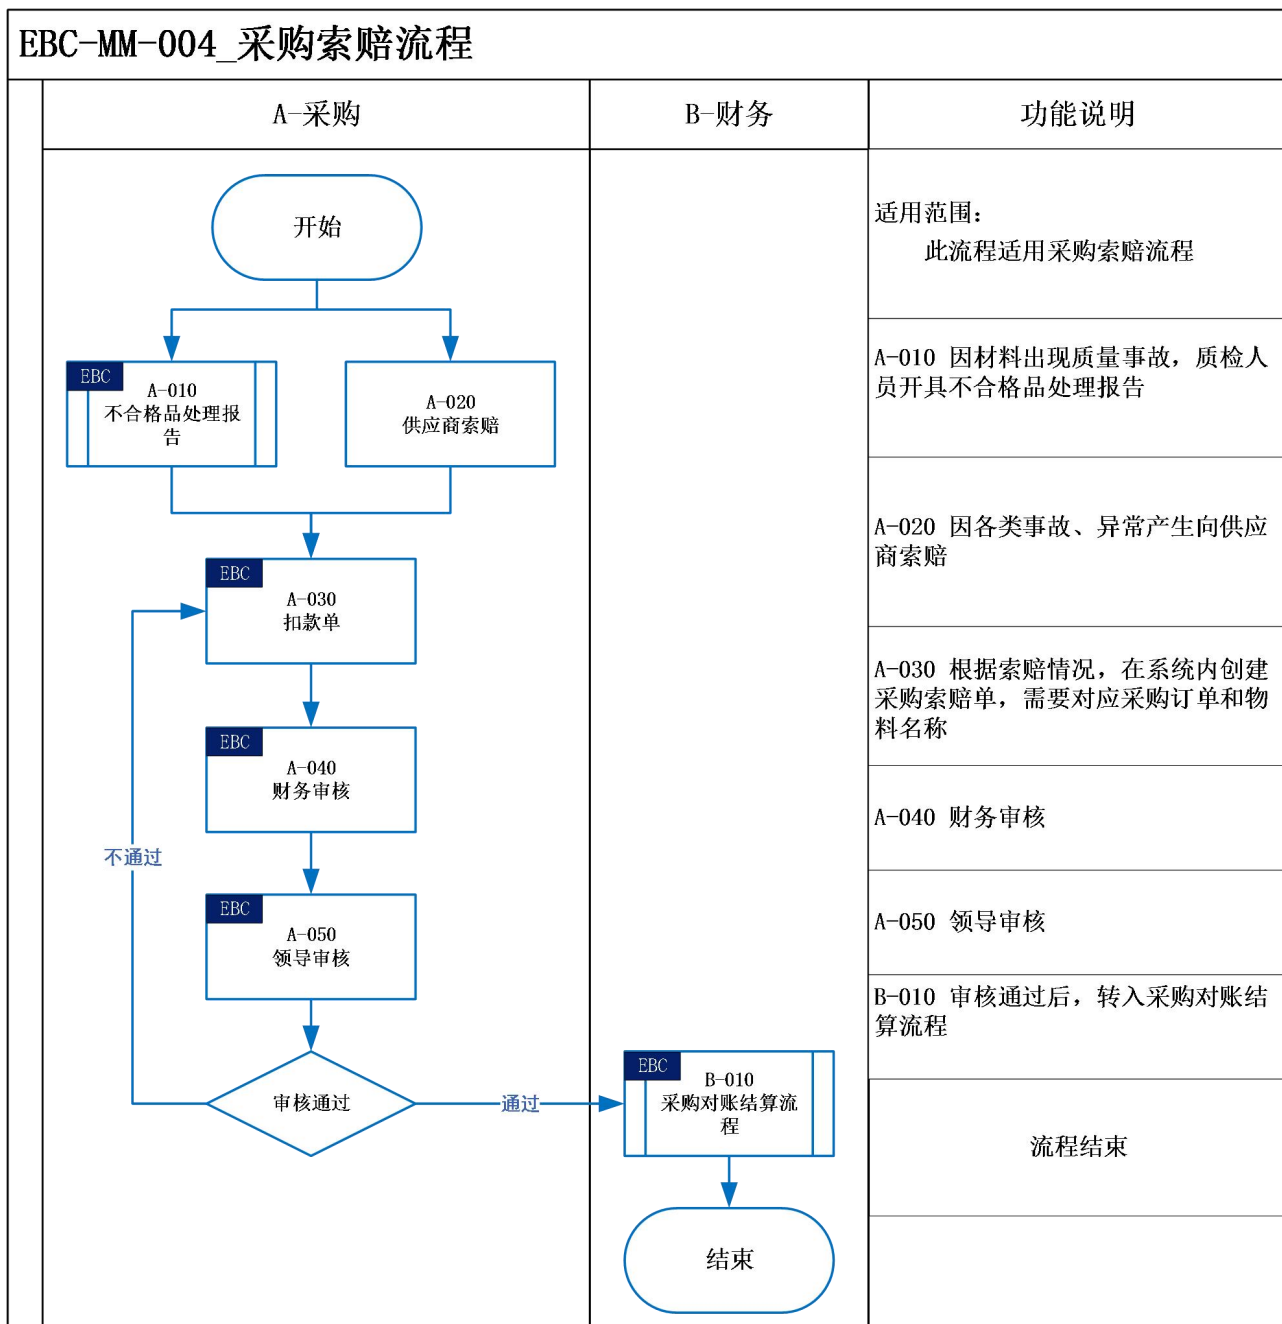 EBC-MM-004_采购索赔流程
A-采购
B-财务
功能说明
开始
适用范围:
此流程适用采购索赔流程
EBC
A-010
不合格品处理报
告
A-020
供应商索赔
A-010 因材料出现质量事故，质检人
员开具不合格品处理报告
A-020 因各类事故、异常产生向供应
商索赔
EBC
A-030
扣款单
A-030 根据索赔情况，在系统内创建
采购索赔单，需要对应采购订单和物
料名称
EBC
A-040
财务审核
A-040 财务审核
不通过
EBC
A-050
领导审核
A-050 领导审核
B-010 审核通过后，转入采购对账结
算流程
审核通过
通过
EBC
B-010
采购对账结算流
程
流程结束
结束